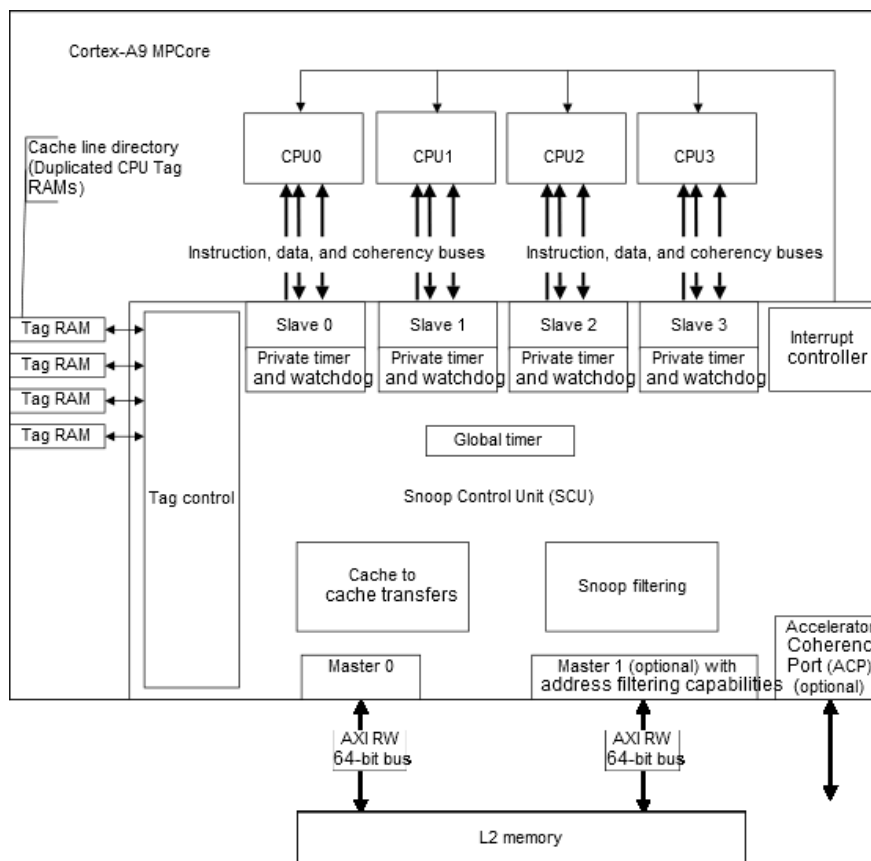 Cortex-A9 MPCore
Cache line directory
(Duplicated CPU Tag
RAMs)
CPU0
CPU1
CPU2
CPU3
Instruction, data, and coherency buses
Instruction, data, and coherency buses
Tag RAM
Tag RAM
Tag RAM
Tag RAM
Tag control
Slave 0
Private timer
and watchdog
Slave 1
Private timer
and watchdog
Slave 2
Private timer
and watchdog
Slave 3
Private timer
and watchdog
Interrupt
controller
Global timer
Snoop Control Unit (SCU)
Cache to
cache transfers
Snoop filtering
Master 0
Master 1 (optional) with
address filtering capabilities
Accelerator
Coherency
Port (ACP)
(optional)
AXI RW
64-bit bus
AXI RW
64-bit bus
L2 memory